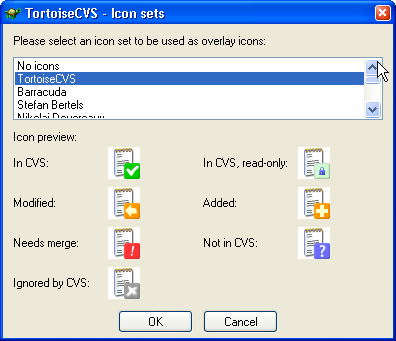 TortoiseCVS - Icon sets
Please select an icon set to be used as overlay icons:
No icons
TortoiseCVS
Barracuda
Stefan Bertels
Nikolai Devereaux
Icon preview:
In CVS: In CVS, read-only:
Modified: Added:
Needs merge: Not in CVS:
Ignored by CVS:
OK Cancel